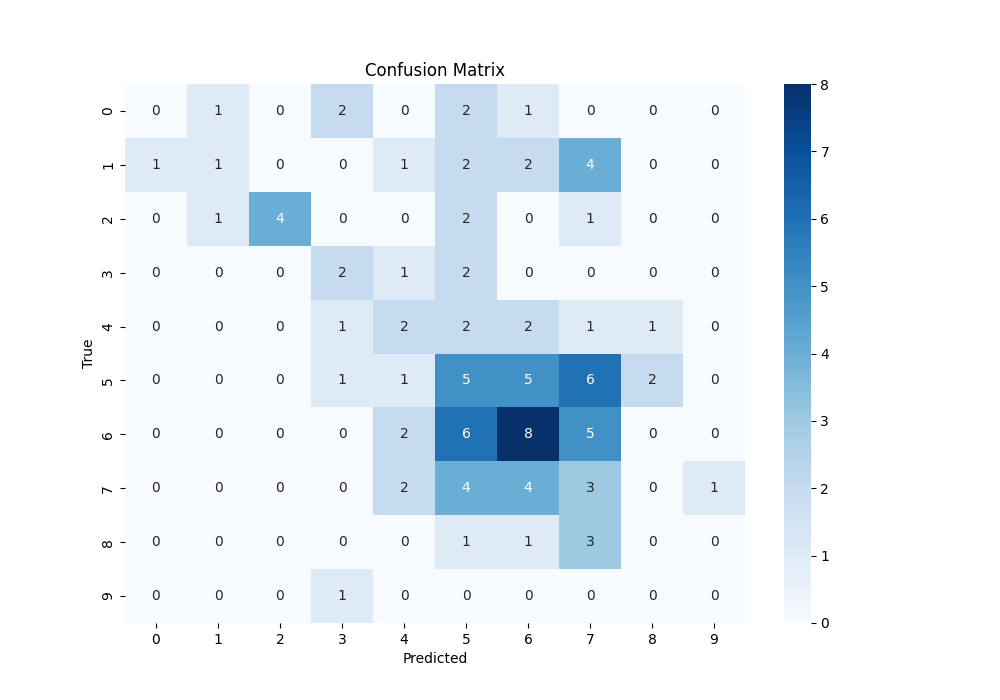 Confusion Matrix
0 0 1 0 2 0 2 1 0 0 0
1 1 1 0 0 1 2 2 4 0 0
2 0 1 4 0 0 2 0 1 0 0
3 0 0 0 2 1 2 0 0 0 0
4 0 0 0 1 2 2 2 1 1 0
5 0 0 0 1 1 5 5 6 2 0
6 0 0 0 0 2 6 8 5 0 0
7 0 0 0 0 2 4 4 3 0 1
8 0 0 0 0 0 1 1 3 0 0
9 0 0 0 1 0 0 0 0 0 0
0 1 2 3 4 5 6 7 8 9
Predicted
True
8
7
6
5
4
3
2
1
0